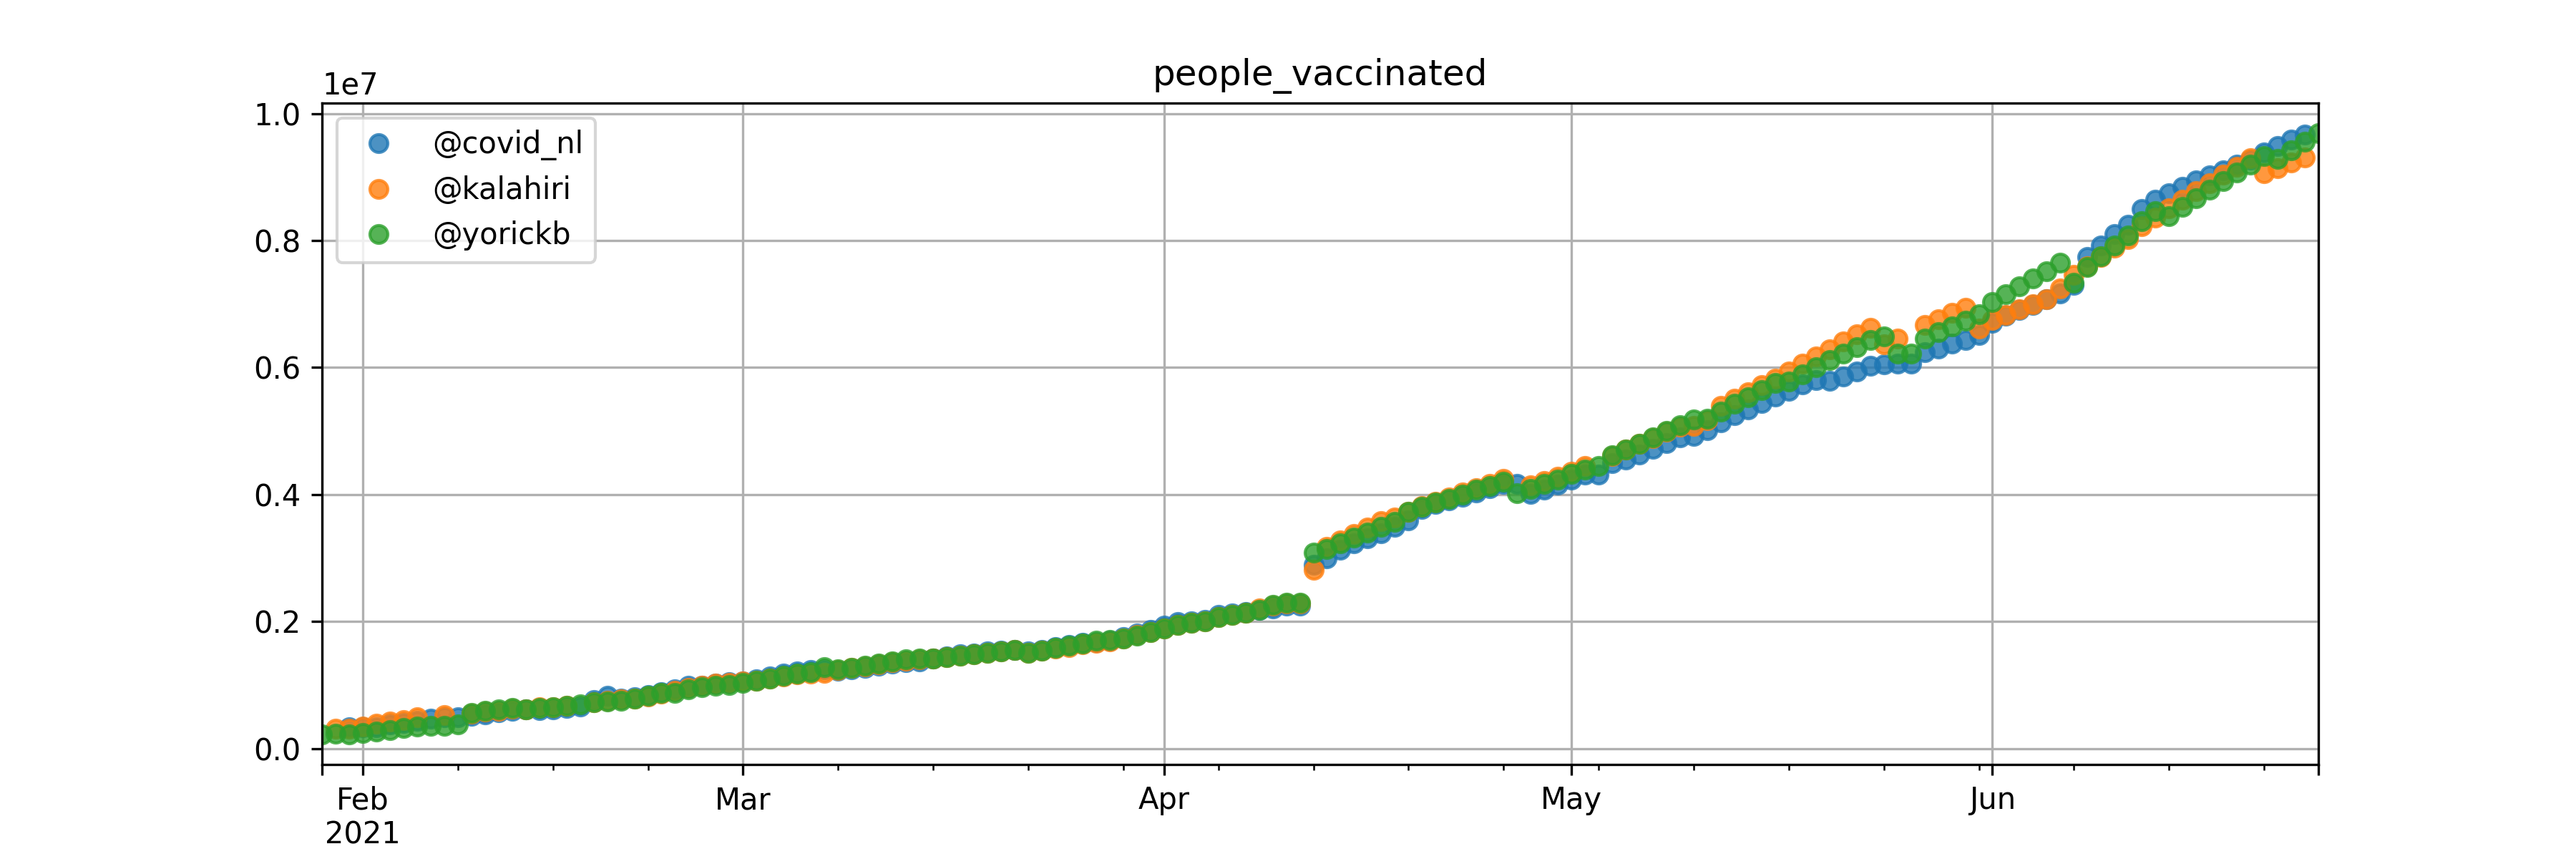 people_vaccinated
1e7
1.0
0.8
0.6
0.4
0.2
0.0
@covid_nl
@kalahiri
@yorickb
Feb Mar Apr May Jun
2021